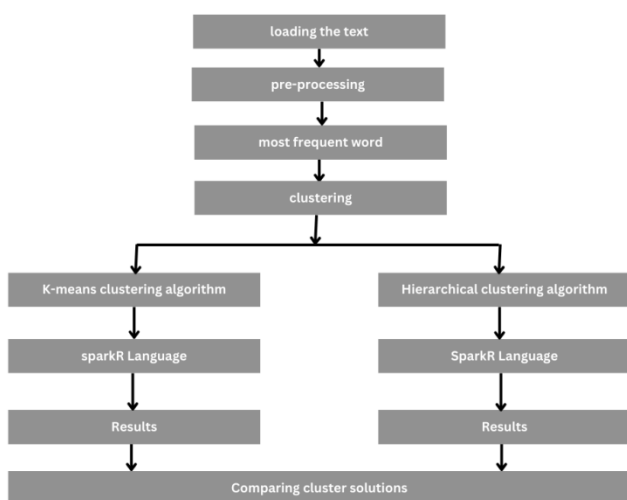 loading the text
pre-processing
most frequent word
clustering
K-means clustering algorithm
Hierarchical clustering algorithm
sparkR Language
SparkR Language
Results
Results
Comparing cluster solutions